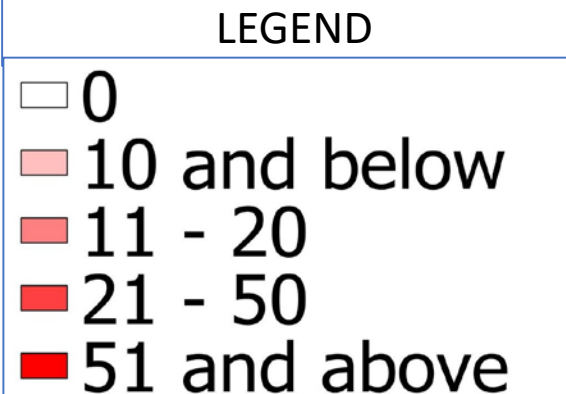 LEGEND
0
10 and below
11 - 20
21 - 50
51 and above